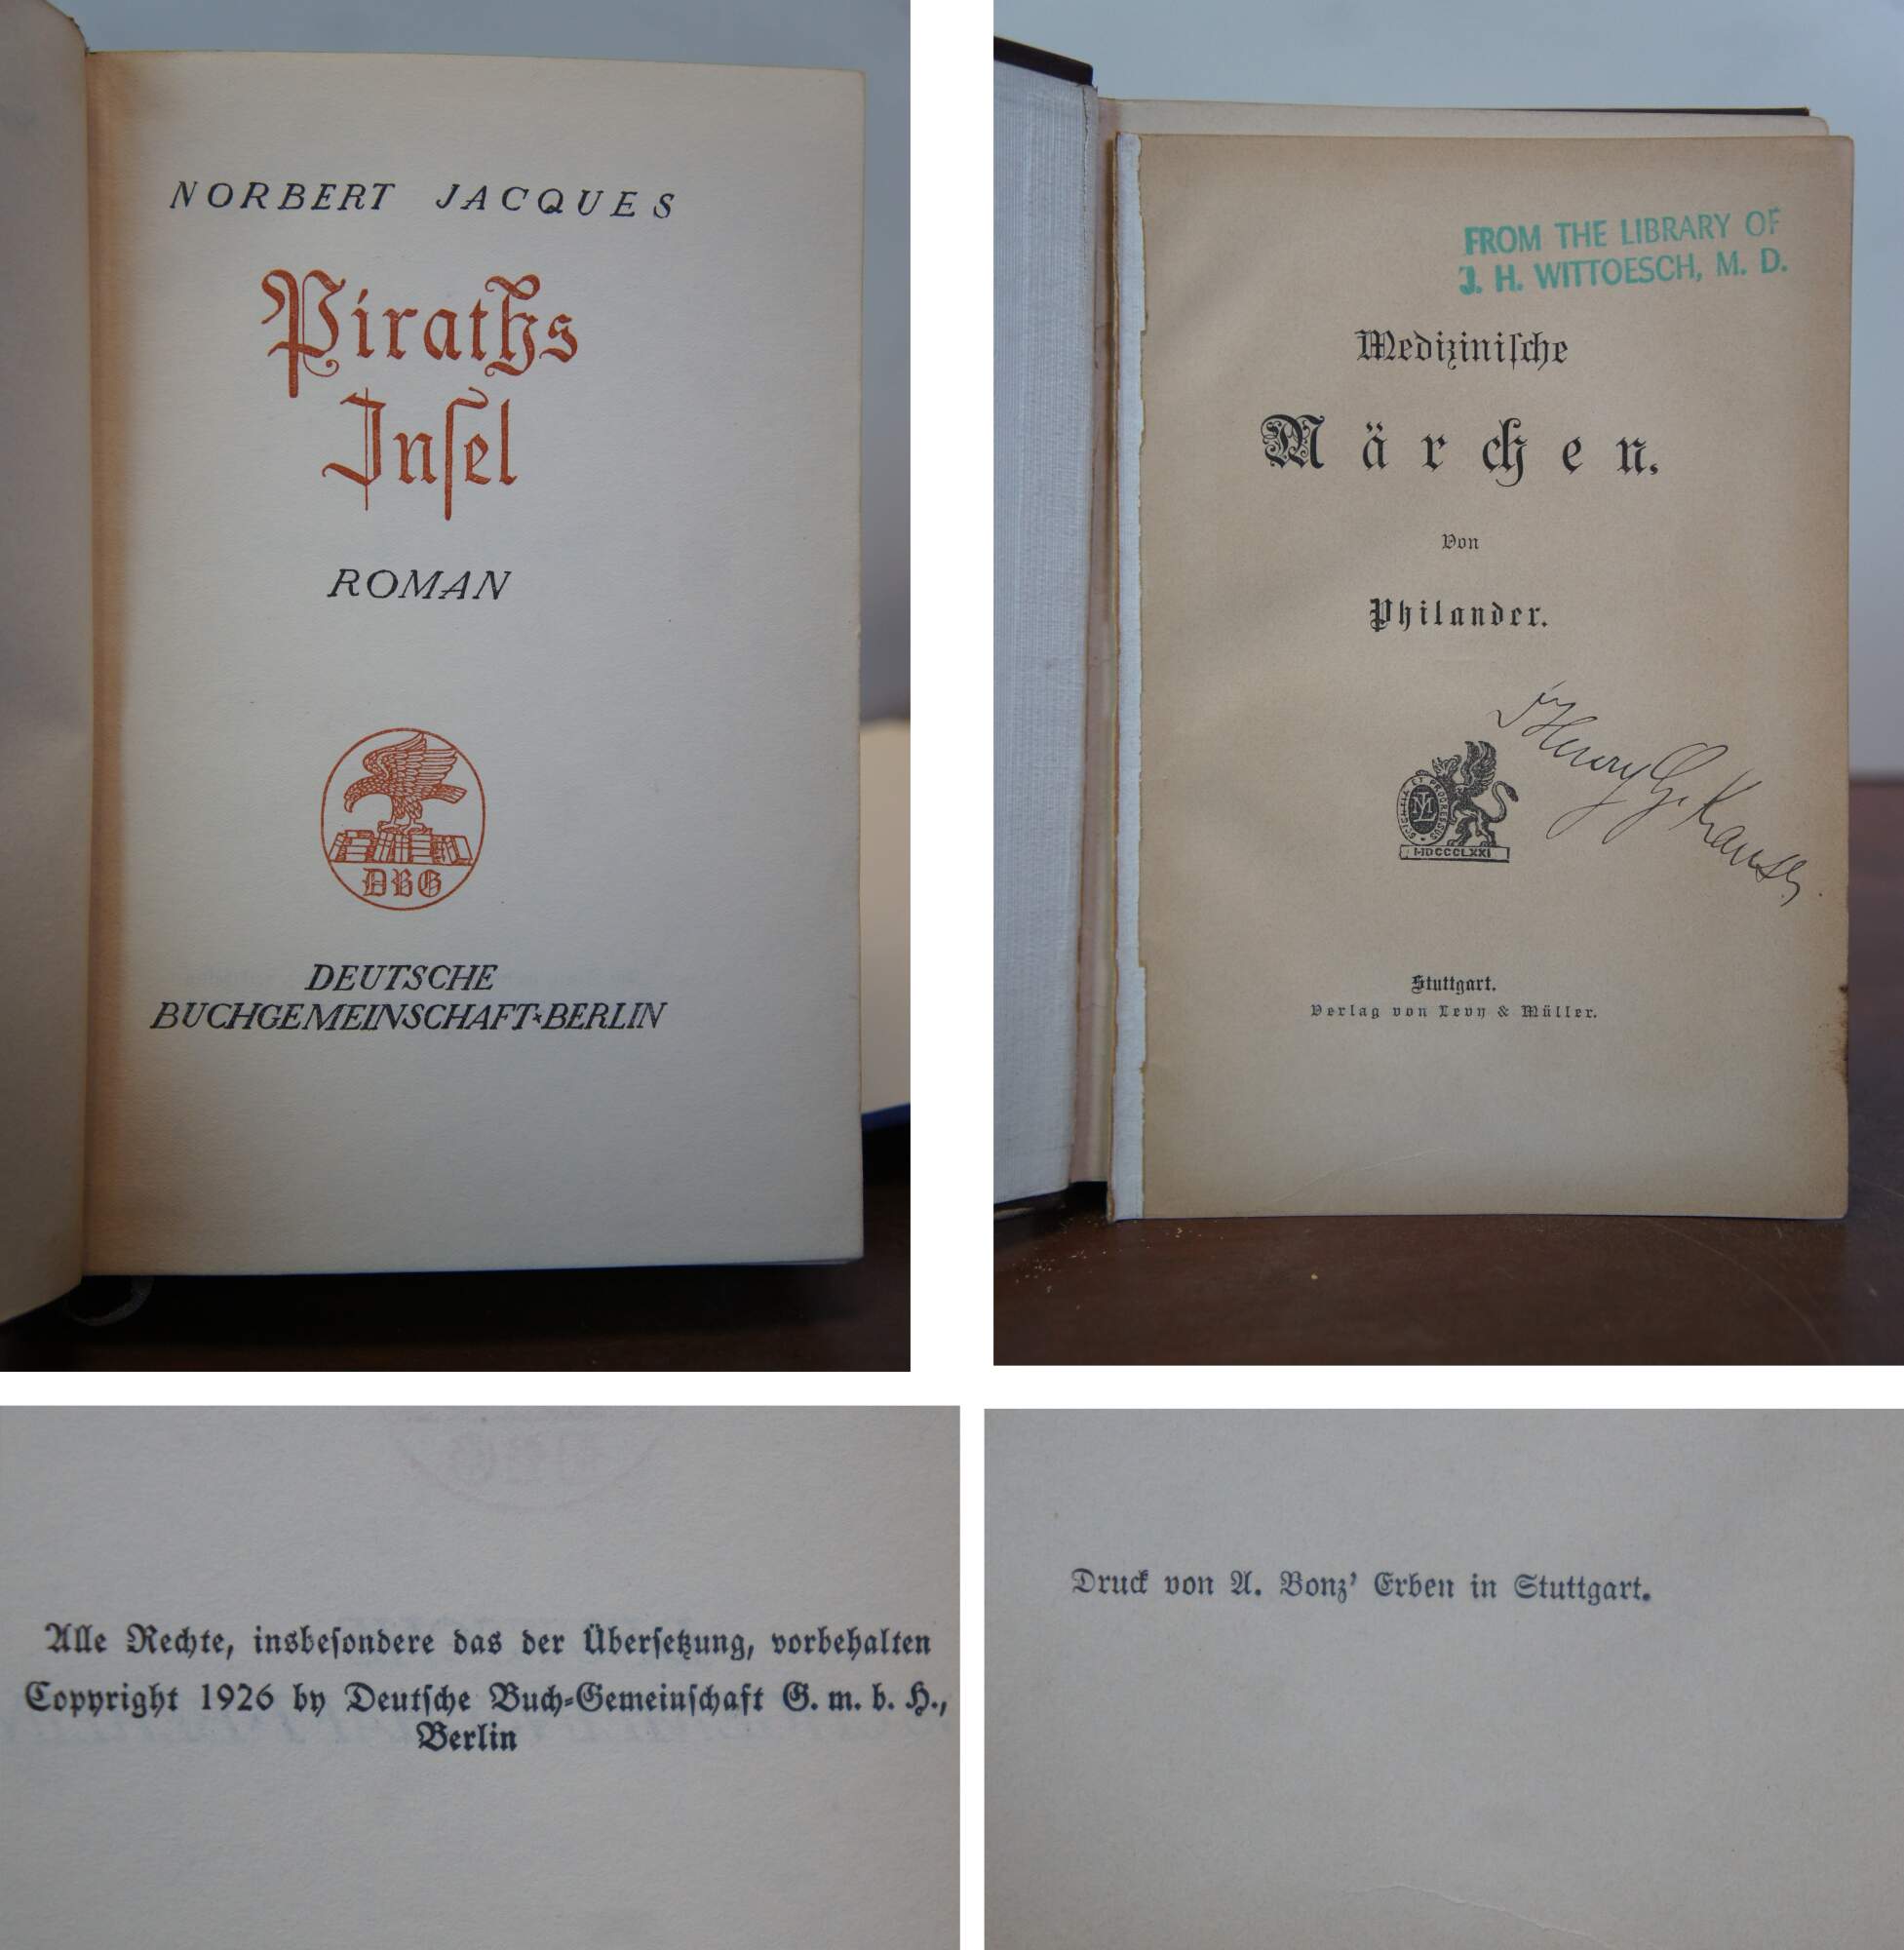 NORBERT JACQUES
Piraths
Inſel
ROMAN
DBG
DEUTSCHE
BUCHGEMEINSCHAFT*BERLIN
FROM THE LIBRARY OF
J. H. WITTOESCH, M. D.
Mediziniſche
Märchen.
Von
Philander.
Henry G. Krause
Stuttgart.
Verlag von Levy & Müller.
Alle Rechte, insbeſondere das der Überſetzung, vorbehalten
Copyright 1926 by Deutſche Buch-Gemeinſchaft G. m. b. H.,
Berlin
Druck von A. Bonz' Erben in Stuttgart.